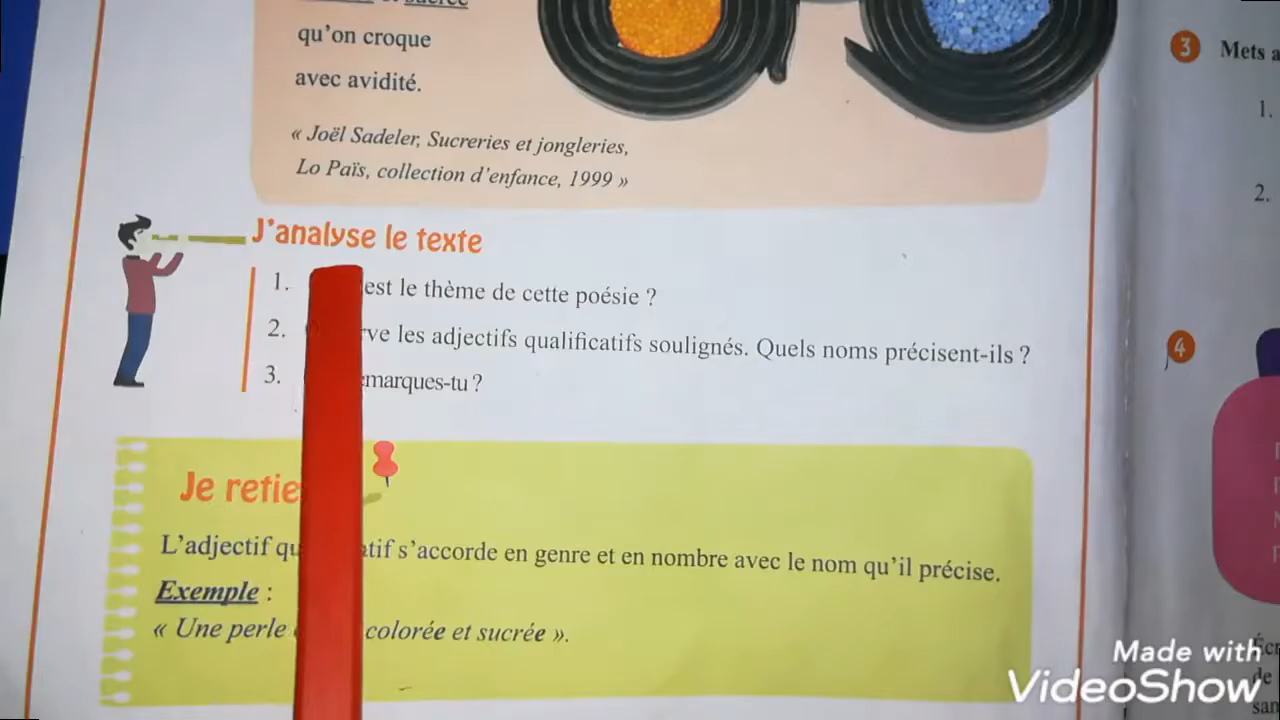 qu'on croque
avec avidité.
« Joël Sadeler, Sucreries et jongleries,
Lo Païs, collection d'enfance, 1999 »
J'analyse le texte
1. est le thème de cette poésie ?
2. rve les adjectifs qualificatifs soulignés. Quels noms précisent-ils ?
3. marques-tu ?
Je retie
L'adjectif qu atif s'accorde en genre et en nombre avec le nom qu'il précise.
Exemple :
« Une perle colorée et sucrée ».
3 Mets a
1.
2.
4
Made with
VideoShow